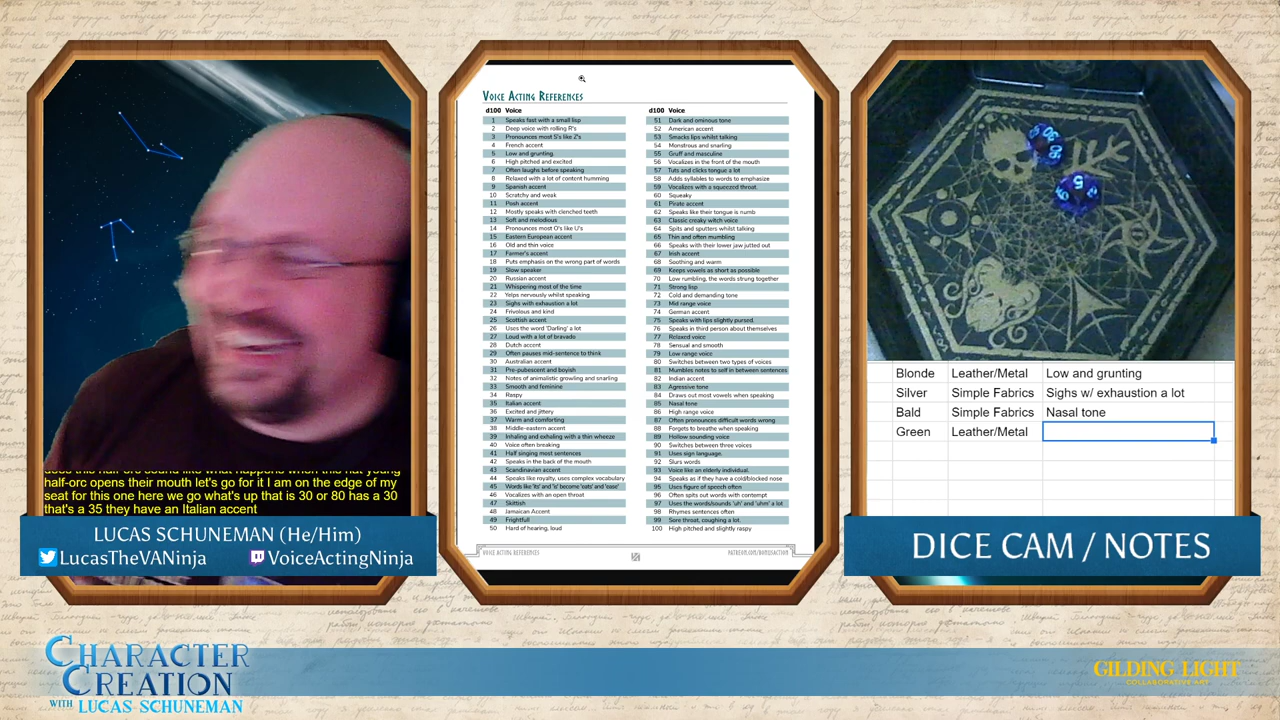 half-orc opens their mouth let's go for it I am on the edge of my
seat for this one here we go what's up that is 30 or 80 has a 30
that's a 35 they have an Italian accent
LUCAS SCHUNEMAN (He/Him)
LucasTheVANinja VoiceActingNinja
VOICE ACTING REFERENCES
d100 Voice
1 Speaks fast with a small lisp
2 Deep voice with rolling R's
3 Pronounces most S's like Z's
4 French accent
5 Low and grunting.
6 High pitched and excited
7 Often laughs before speaking
8 Relaxed with a lot of content humming
9 Spanish accent
10 Scratchy and weak
11 Posh accent
12 Mostly speaks with clenched teeth
13 Soft and melodious
14 Pronounces most O's like U's
15 Eastern European accent
16 Old and thin voice
17 Farmer's accent
18 Puts emphasis on the wrong part of words
19 Slow speaker
20 Russian accent
21 Whispering most of the time
22 Yelps nervously whilst speaking
23 Sighs with exhaustion a lot
24 Frivolous and kind
25 Scottish accent
26 Uses the word 'Darling' a lot
27 Loud with a lot of bravado
28 Dutch accent
29 Often pauses mid-sentence to think
30 Australian accent
31 Pre-pubescent and boyish
32 Notes of animalistic growling and snarling
33 Smooth and feminine
34 Raspy
35 Italian accent
36 Excited and jittery
37 Warm and comforting
38 Middle-eastern accent
39 Inhaling and exhaling with a thin wheeze
40 Voice often breaking
41 Half singing most sentences
42 Speaks in the back of the mouth
43 Scandinavian accent
44 Speaks like royalty, uses complex vocabulary
45 Words like 'its' and 'is' become 'eats' and 'ease'
46 Vocalizes with an open throat
47 Skittish
48 Jamaican Accent
49 Frightfull
50 Hard of hearing, loud
d100 Voice
51 Dark and ominous tone
52 American accent
53 Smacks lips whilst talking
54 Monstrous and snarling
55 Gruff and masculine
56 Vocalizes in the front of the mouth
57 Tuts and clicks tongue a lot
58 Adds syllables to words to emphasize
59 Vocalizes with a squeezed throat.
60 Squeaky
61 Pirate accent
62 Speaks like their tongue is numb
63 Classic creaky witch voice
64 Spits and sputters whilst talking
65 Thin and often mumbling
66 Speaks with their lower jaw jutted out
67 Irish accent
68 Soothing and warm
69 Keeps vowels as short as possible
70 Low rumbling, the words strung together
71 Strong lisp
72 Cold and demanding tone
73 Mid range voice
74 German accent
75 Speaks with lips slightly pursed.
76 Speaks in third person about themselves
77 Relaxed voice
78 Sensual and smooth
79 Low range voice
80 Switches between two types of voices
81 Mumbles notes to self in between sentences
82 Indian accent
83 Agressive tone
84 Draws out most vowels when speaking
85 Nasal tone
86 High range voice
87 Often pronounces difficult words wrong
88 Forgets to breathe when speaking
89 Hollow sounding voice
90 Switches between three voices
91 Uses sign language.
92 Slurs words
93 Voice like an elderly individual.
94 Speaks as if they have a cold/blocked nose
95 Uses figure of speech often
96 Often spits out words with contempt
97 Uses the words/sounds 'uh' and 'uhm' a lot
98 Rhymes sentences often
99 Sore throat, coughing a lot.
100 High pitched and slightly raspy
VOICE ACTING REFERENCES
PATREON.COM/BONUSACTION
Blonde Leather/Metal Low and grunting
Silver Simple Fabrics Sighs w/ exhaustion a lot
Bald Simple Fabrics Nasal tone
Green Leather/Metal
DICE CAM / NOTES
CHARACTER
CREATION
WITH LUCAS SCHUNEMAN
GILDING LIGHT
COLLABORATIVE ART